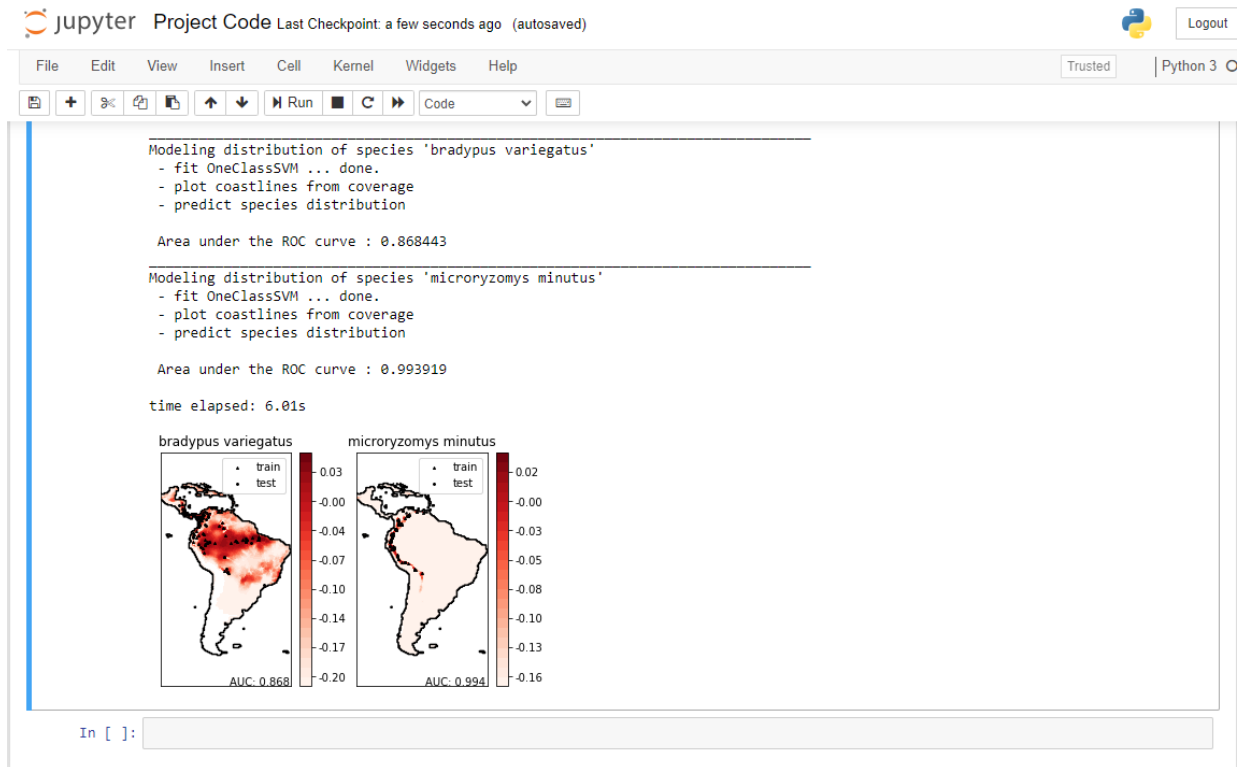 jupyter Project Code Last Checkpoint: a few seconds ago (autosaved)
Logout
File Edit View Insert Cell Kernel Widgets Help
Trusted
Python 3
Run
Code
Modeling distribution of species 'bradypus variegatus'
- fit OneClassSVM ... done.
- plot coastlines from coverage
- predict species distribution
Area under the ROC curve : 0.868443
Modeling distribution of species 'microryzomys minutus'
- fit OneClassSVM ... done.
- plot coastlines from coverage
- predict species distribution
Area under the ROC curve : 0.993919
time elapsed: 6.01s
bradypus variegatus
train
test
AUC: 0.868
0.03
-0.00
-0.04
-0.07
-0.10
-0.14
-0.17
-0.20
microryzomys minutus
train
test
AUC: 0.994
0.02
-0.00
-0.03
-0.05
-0.08
-0.10
-0.13
-0.16
In [ ]: